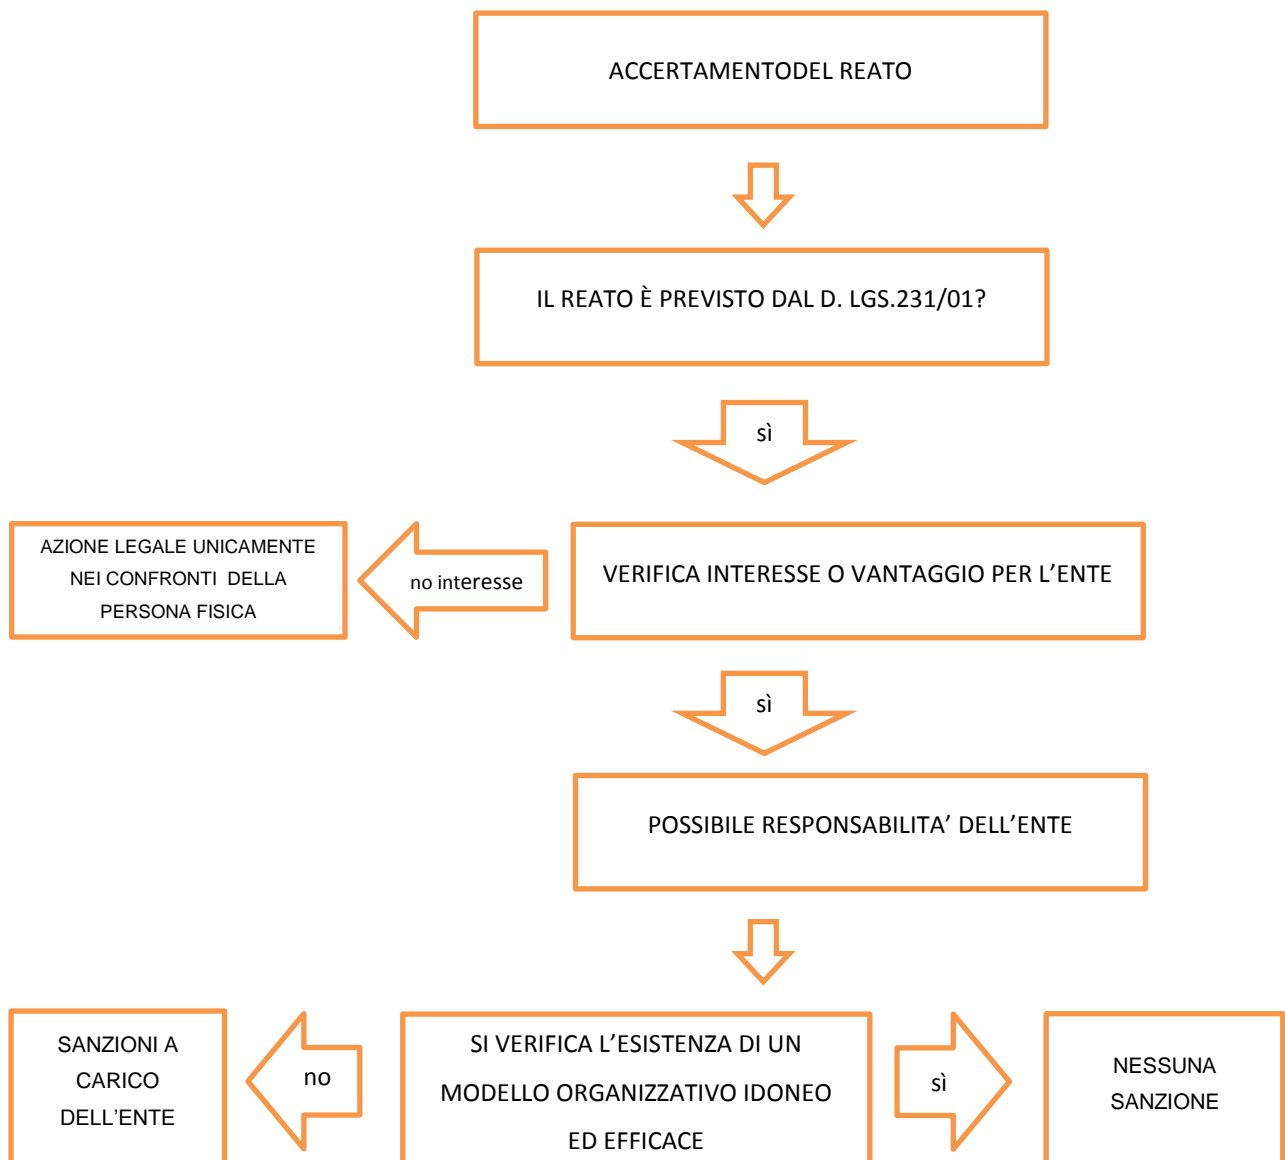 ACCERTAMENTODEL REATO
IL REATO È PREVISTO DAL D. LGS.231/01?
sì
AZIONE LEGALE UNICAMENTE
NEI CONFRONTI DELLA
PERSONA FISICA
no interesse
VERIFICA INTERESSE O VANTAGGIO PER L’ENTE
sì
POSSIBILE RESPONSABILITA’ DELL’ENTE
SANZIONI A
CARICO
DELL’ENTE
no
SI VERIFICA L’ESISTENZA DI UN
MODELLO ORGANIZZATIVO IDONEO
ED EFFICACE
sì
NESSUNA
SANZIONE